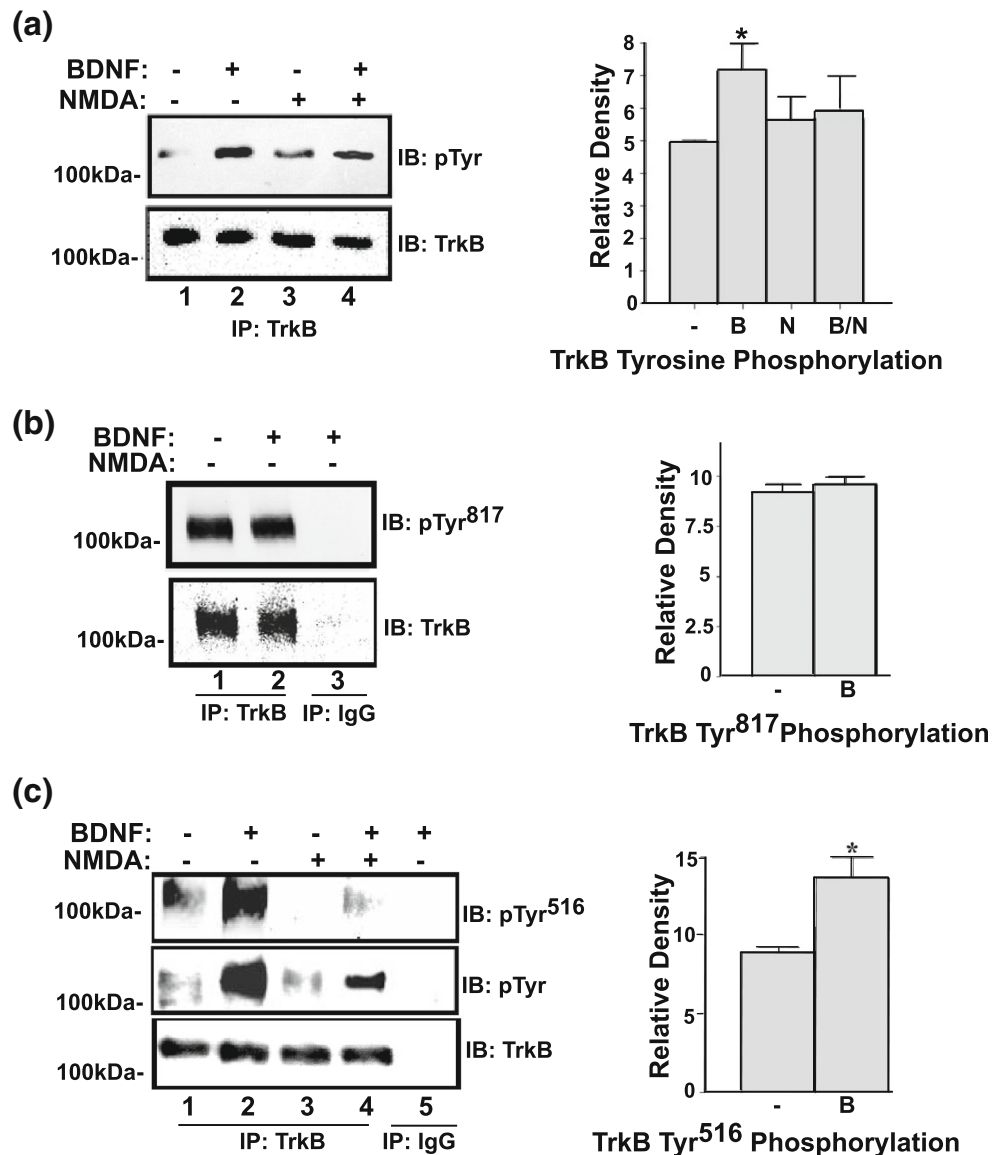 (a)
BDNF: - + - +
NMDA: - - + +
100kDa-
IB: pTyr
100kDa-
IB: TrkB
1 2 3 4
IP: TrkB
8
7
6
5
4
3
2
1
0
Relative Density
*
- B N B/N
TrkB Tyrosine Phosphorylation
(b)
BDNF: - + +
NMDA: - - -
100kDa-
IB: pTyr817
100kDa-
IB: TrkB
1 2 3
IP: TrkB IP: IgG
10
7.5
5
2.5
0
Relative Density
- B
TrkB Tyr817Phosphorylation
(c)
BDNF: - + - + +
NMDA: - - + + -
100kDa-
IB: pTyr516
100kDa-
IB: pTyr
100kDa-
IB: TrkB
1 2 3 4 5
IP: TrkB IP: IgG
15
10
5
0
Relative Density
*
- B
TrkB Tyr516 Phosphorylation